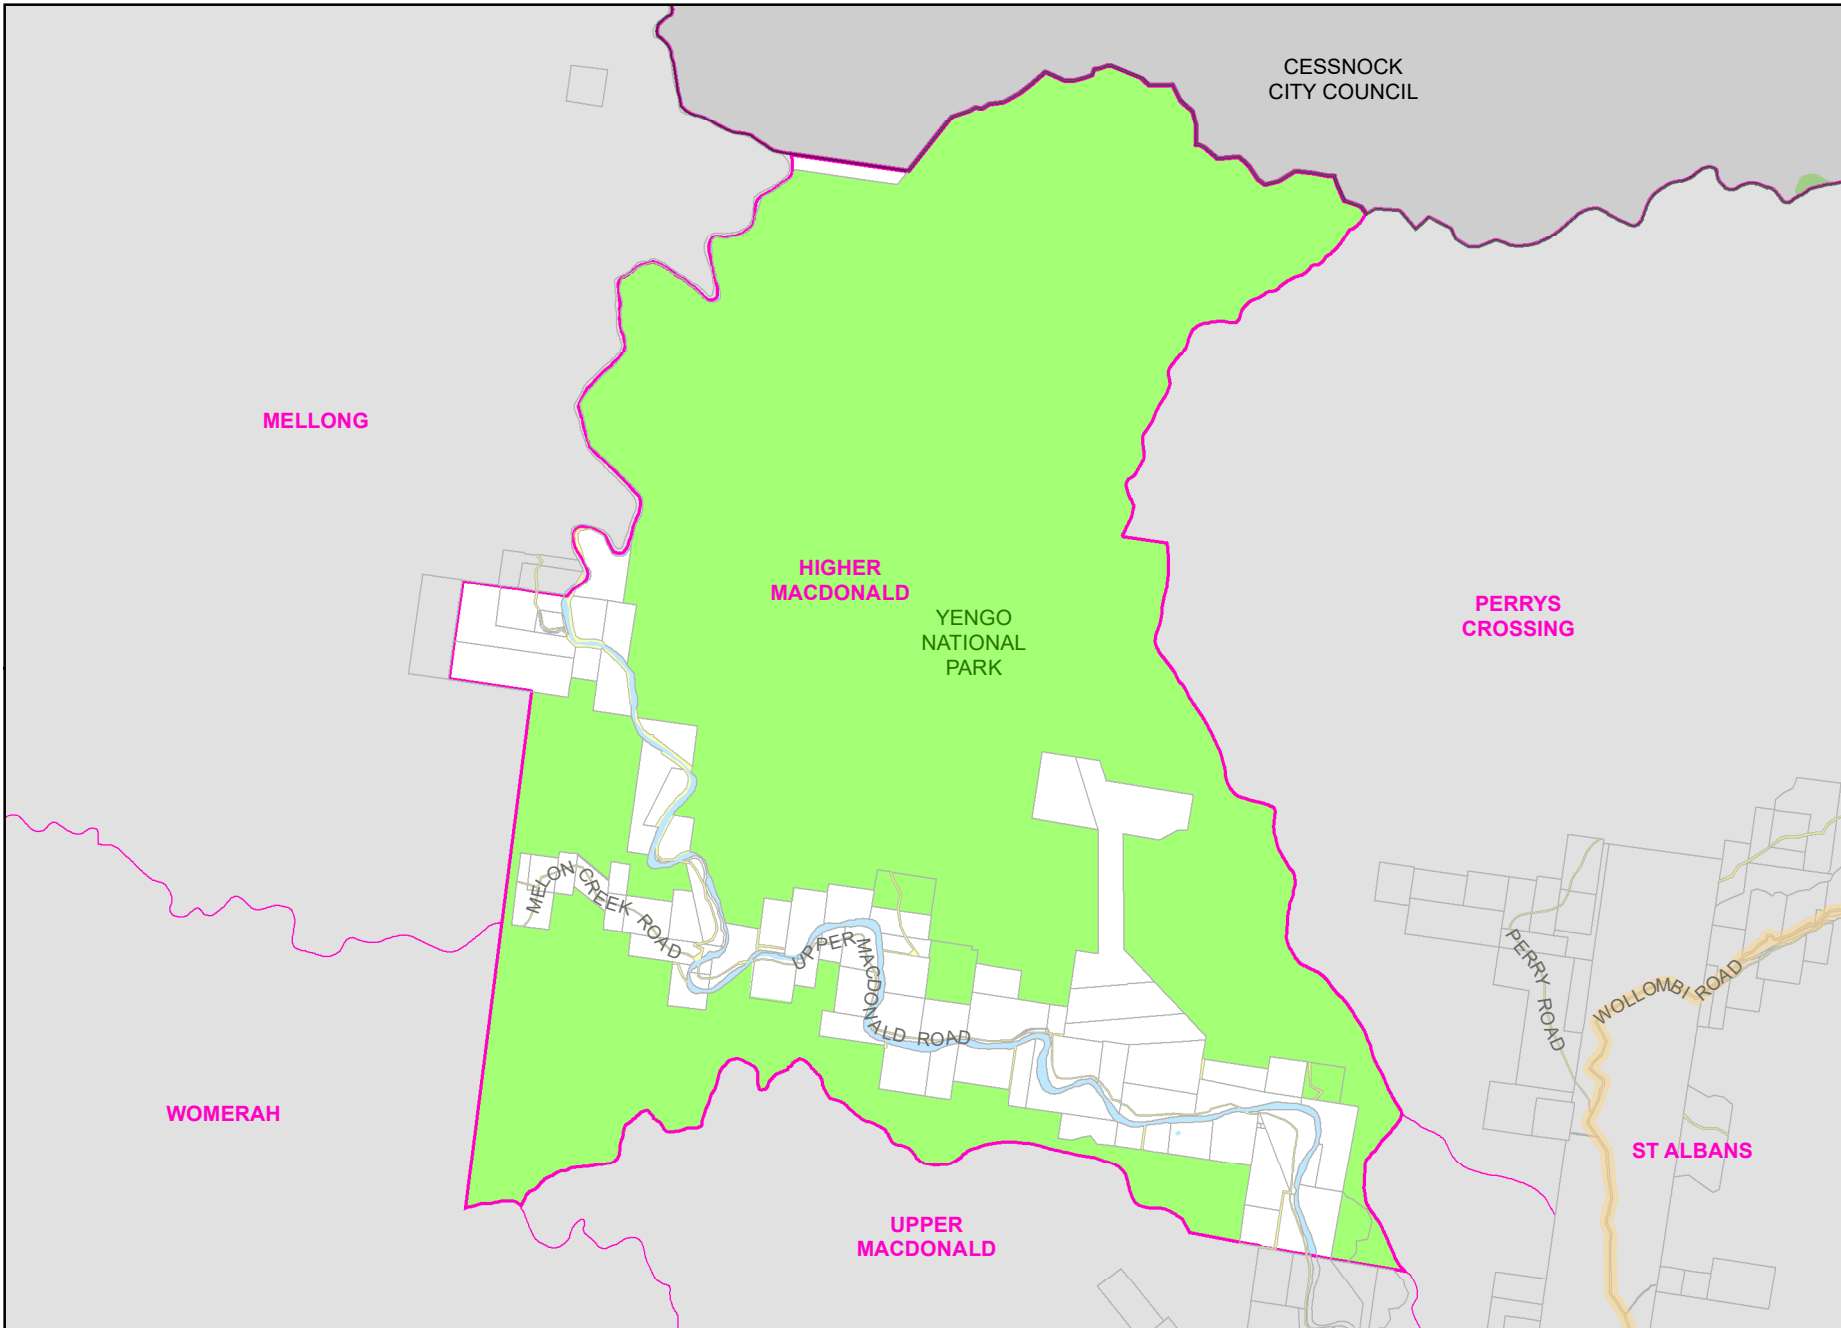 CESSNOCK
CITY COUNCIL
MELLONG
HIGHER
MACDONALD
YENGO
NATIONAL
PARK
PERRYS
CROSSING
MELON CREEK ROAD
UPPER MACDONALD ROAD
PERRY ROAD
WOLLOMBI ROAD
WOMERAH
ST ALBANS
UPPER
MACDONALD